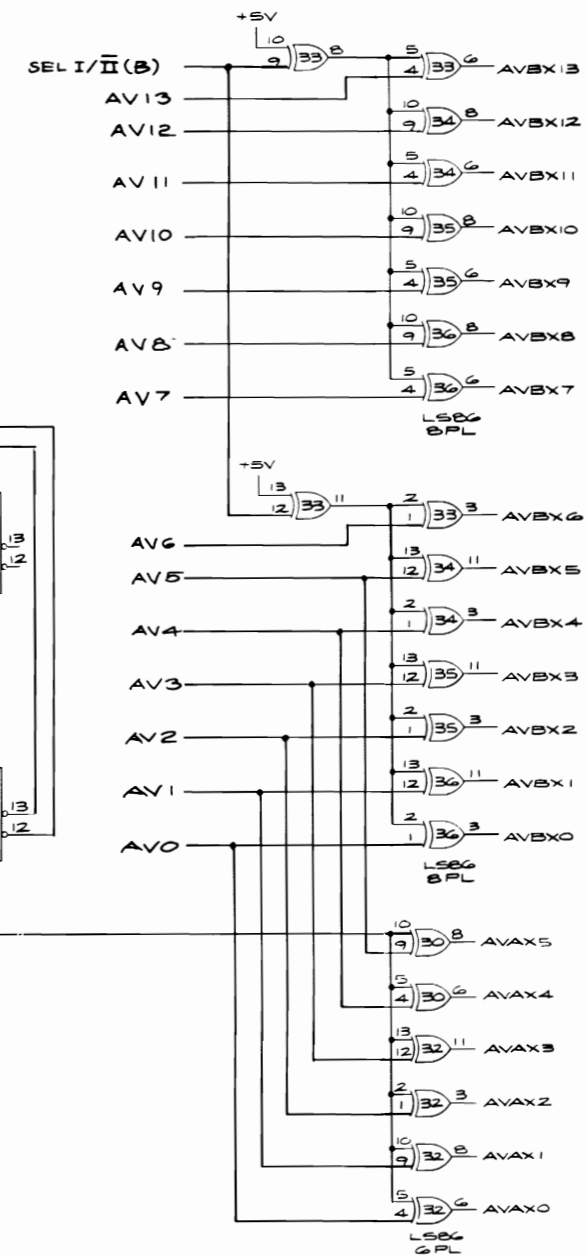 +5V
10
9
33
8
SEL I/II(B)
5
4
33
6
AVBX13
AV13
AV12
10
9
34
8
AVBX12
AV11
5
4
34
6
AVBX11
AV10
10
9
35
8
AVBX10
AV9
5
4
35
6
AVBX9
AV8
10
9
36
8
AVBX8
AV7
5
4
36
6
AVBX7
LS86
8PL
+5V
13
12
33
11
2
1
33
3
AVBX6
13
12
AV6
AV5
13
12
34
11
AVBX5
AV4
2
1
34
3
AVBX4
AV3
13
12
35
11
AVBX3
AV2
2
1
35
3
AVBX2
AV1
13
12
36
11
AVBX1
13
12
AV0
2
1
36
3
AVBX0
LS86
8PL
10
9
30
8
AVAX5
5
4
30
6
AVAX4
13
12
32
11
AVAX3
2
1
32
3
AVAX2
10
9
32
8
AVAX1
5
4
32
6
AVAX0
LS86
6PL